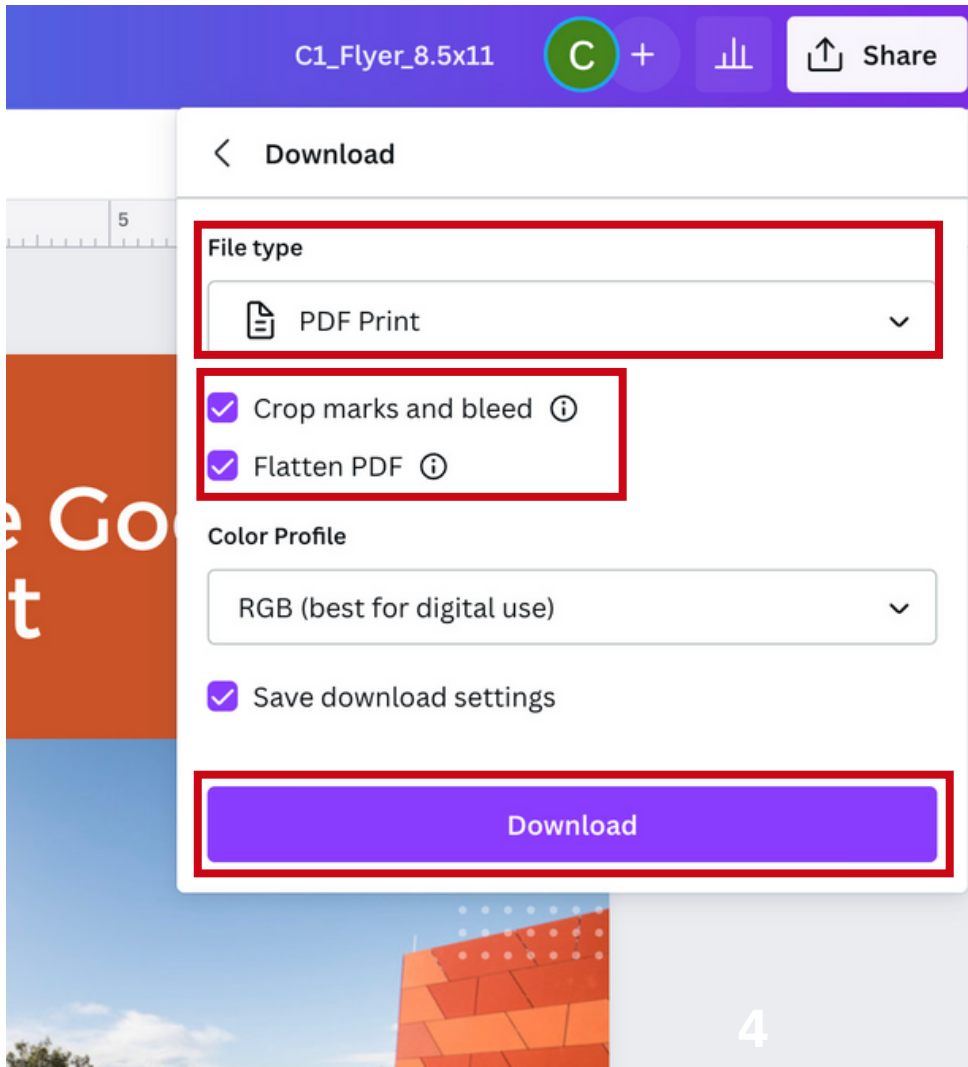 C1_Flyer_8.5x11 C + Share
Download
5
File type
PDF Print
Crop marks and bleed
Flatten PDF
e Go
t
Color Profile
RGB (best for digital use)
Save download settings
Download
4